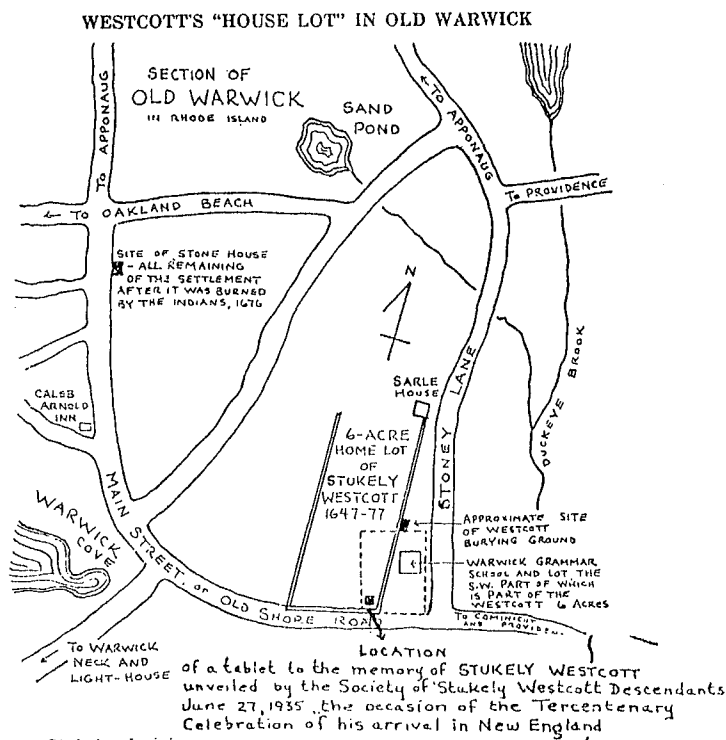 WESTCOTT'S "HOUSE LOT" IN OLD WARWICK
SECTION OF
OLD WARWICK
IN RHODE ISLAND
SAND
POND
TO APPONAUG
← TO APPONAUG
TO PROVIDENCE
← TO OAKLAND BEACH
SITE OF STONE HOUSE
- ALL REMAINING
OF THE SETTLEMENT
AFTER IT WAS BURNED
BY THE INDIANS, 1676
N
SARLE
HOUSE
STONEY LANE
DUCKEYE BROOK
CALEB
ARNOLD
INN
6-ACRE
HOME LOT
OF
STUKELY
WESTCOTT
1647-77
WARWICK
COVE
MAIN STREET, or OLD SHORE ROAD
APPROXIMATE SITE
OF WESTCOTT
BURYING GROUND
WARWICK GRAMMAR
SCHOOL AND LOT THE
S.W. PART OF WHICH
IS PART OF THE
WESTCOTT 6 ACRES
TO COMINICUT
AND PROVIDEN.
TO WARWICK
NECK AND
LIGHT-HOUSE
LOCATION
of a tablet to the memory of STUKELY WESTCOTT
unveiled by the Society of Stukely Westcott Descendants
June 27, 1935, the occasion of the Tercentenary
Celebration of his arrival in New England